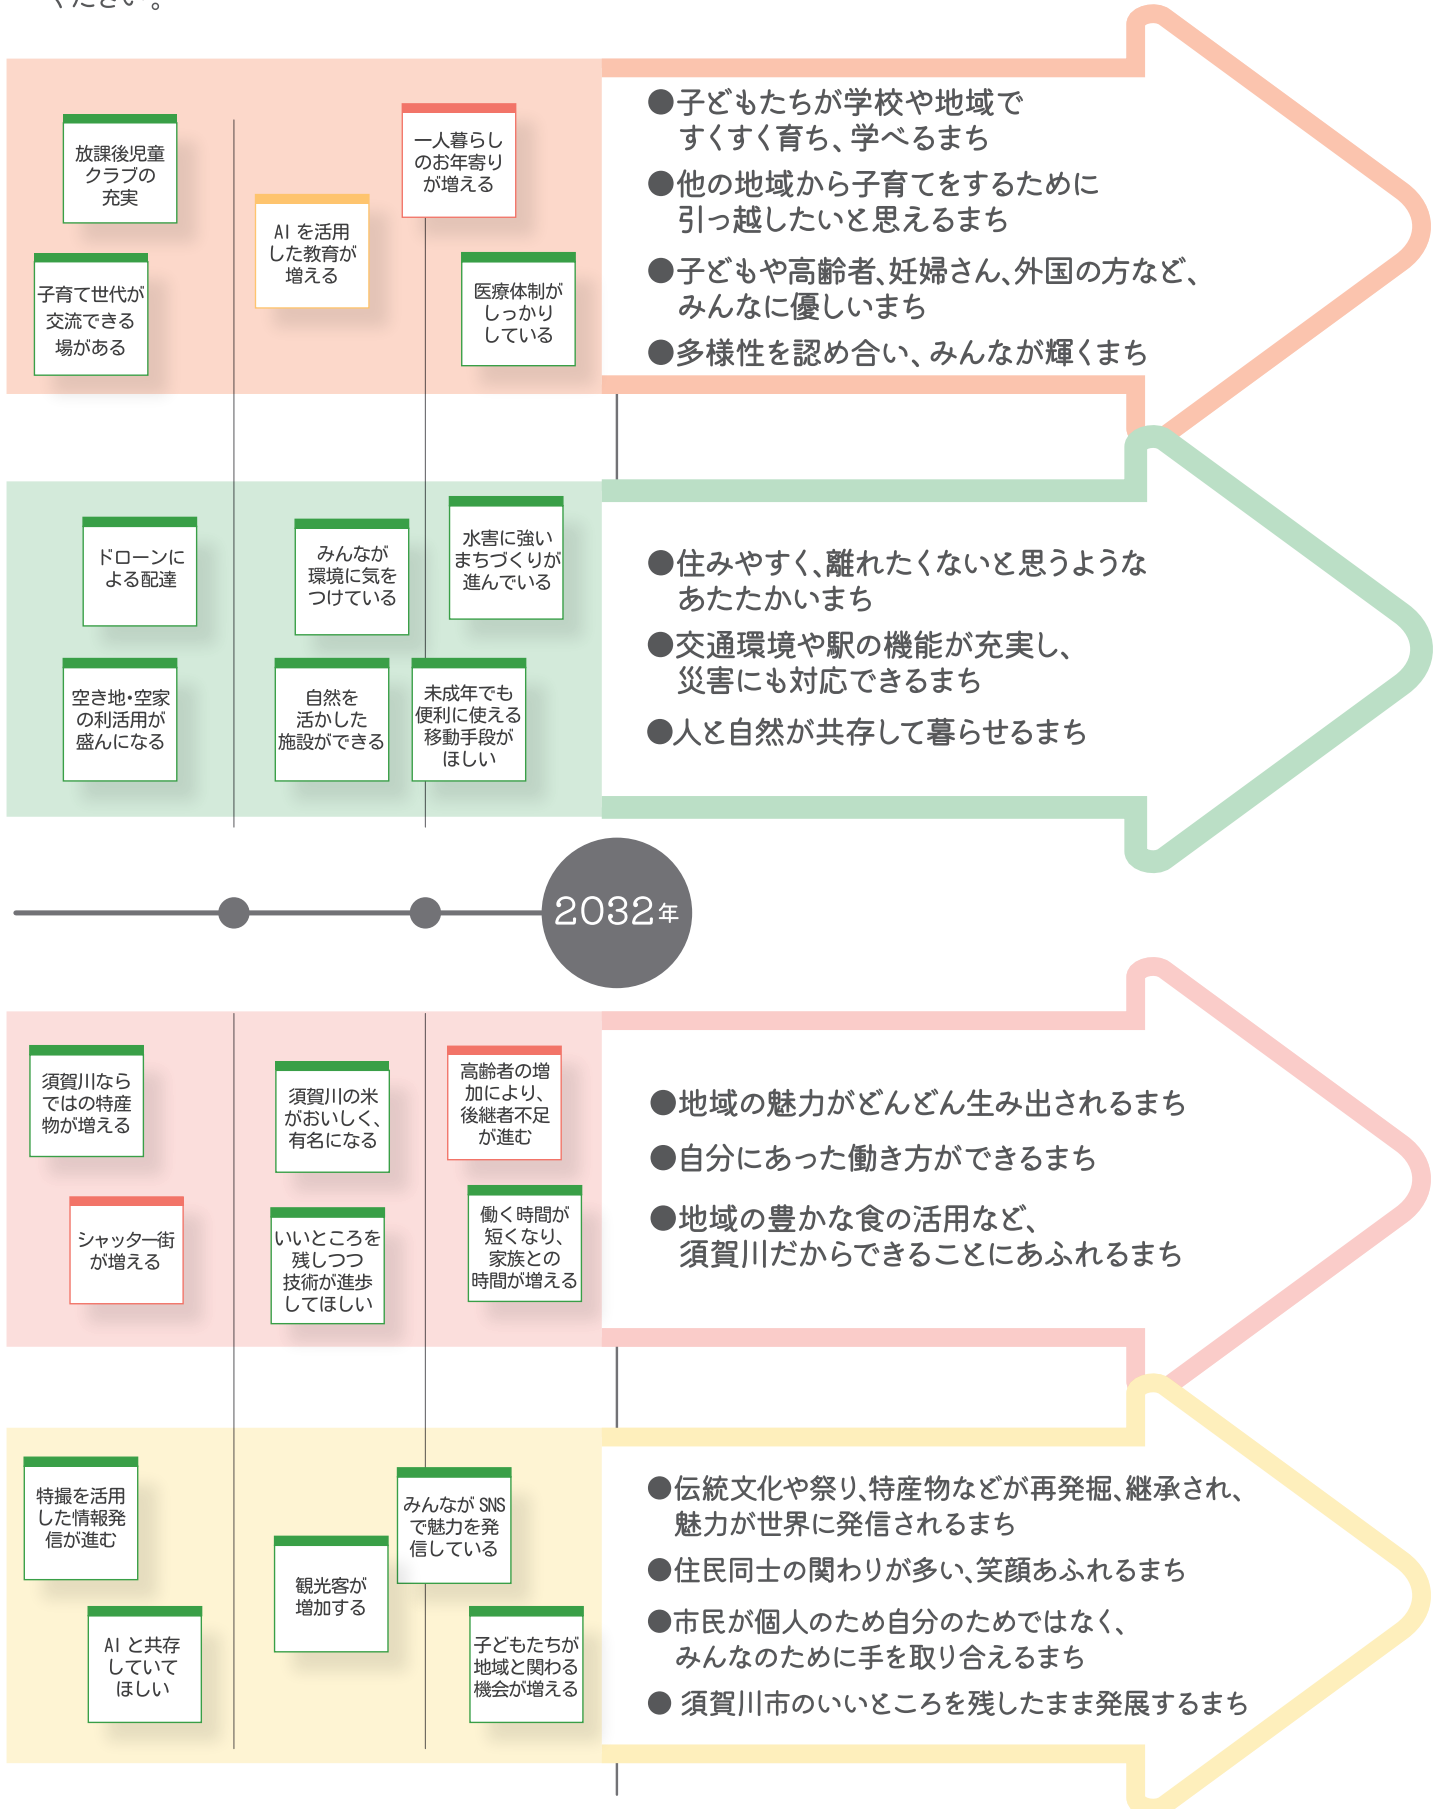 ください。
放課後児童
クラブの
充実
子育て世代が
交流できる
場がある
AI を活用
した教育が
増える
一人暮らし
のお年寄り
が増える
医療体制が
しっかり
している
●子どもたちが学校や地域で
すくすく育ち、学べるまち
●他の地域から子育てをするために
引っ越したいと思えるまち
●子どもや高齢者、妊婦さん、外国の方など、
みんなに優しいまち
●多様性を認め合い、みんなが輝くまち
ドローンに
よる配達
空き地・空家
の利活用が
盛んになる
みんなが
環境に気を
つけている
自然を
活かした
施設ができる
水害に強い
まちづくりが
進んでいる
未成年でも
便利に使える
移動手段が
ほしい
●住みやすく、離れたくないと思うような
あたたかいまち
●交通環境や駅の機能が充実し、
災害にも対応できるまち
●人と自然が共存して暮らせるまち
2032年
須賀川なら
ではの特産
物が増える
シャッター街
が増える
須賀川の米
がおいしく、
有名になる
いいところを
残しつつ
技術が進歩
してほしい
高齢者の増
加により、
後継者不足
が進む
働く時間が
短くなり、
家族との
時間が増える
●地域の魅力がどんどん生み出されるまち
●自分にあった働き方ができるまち
●地域の豊かな食の活用など、
須賀川だからできることにあふれるまち
特撮を活用
した情報発
信が進む
AI と共存
していて
ほしい
観光客が
増加する
みんなが SNS
で魅力を発
信している
子どもたちが
地域と関わる
機会が増える
●伝統文化や祭り、特産物などが再発掘、継承され、
魅力が世界に発信されるまち
●住民同士の関わりが多い、笑顔あふれるまち
●市民が個人のため自分のためではなく、
みんなのために手を取り合えるまち
● 須賀川市のいいところを残したまま発展するまち